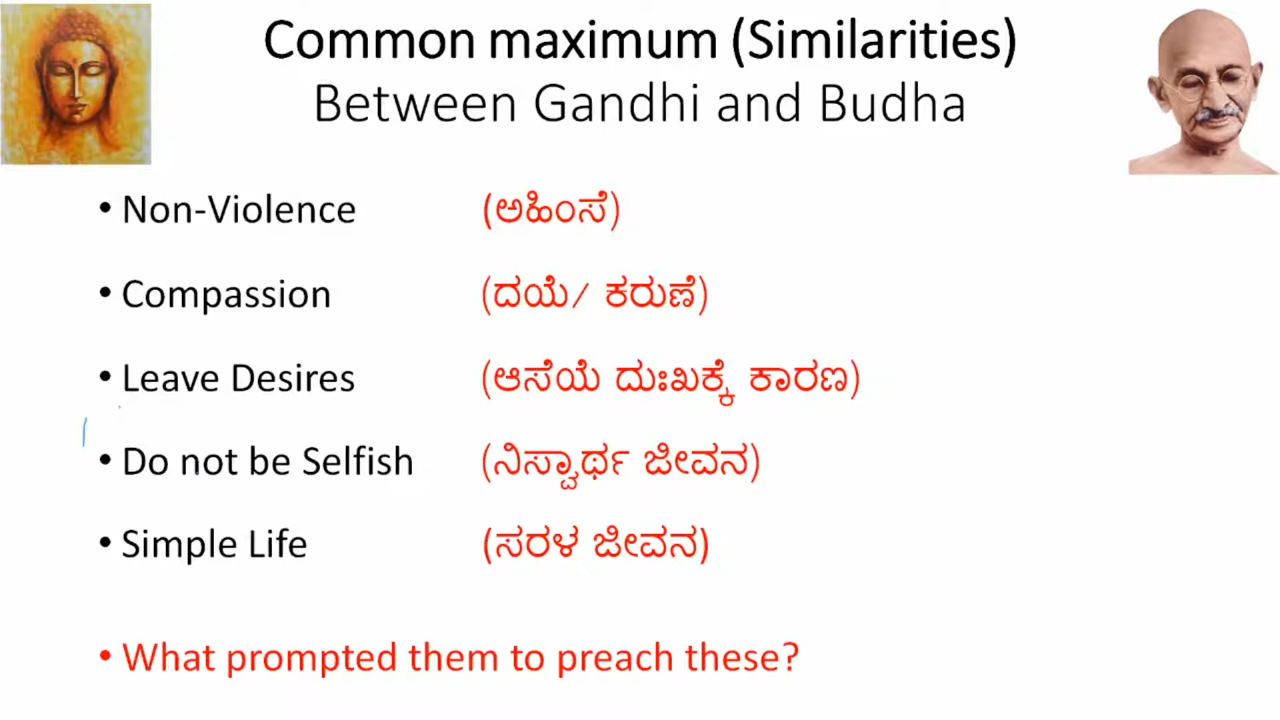 Common maximum (Similarities)
Between Gandhi and Budha
• Non-Violence (ಅಹಿಂಸೆ)
• Compassion (ದಯೆ/ ಕರುಣೆ)
• Leave Desires (ಆಸೆಯೆ ದುಃಖಕ್ಕೆ ಕಾರಣ)
• Do not be Selfish (ನಿಸ್ವಾರ್ಥ ಜೀವನ)
• Simple Life (ಸರಳ ಜೀವನ)
• What prompted them to preach these?